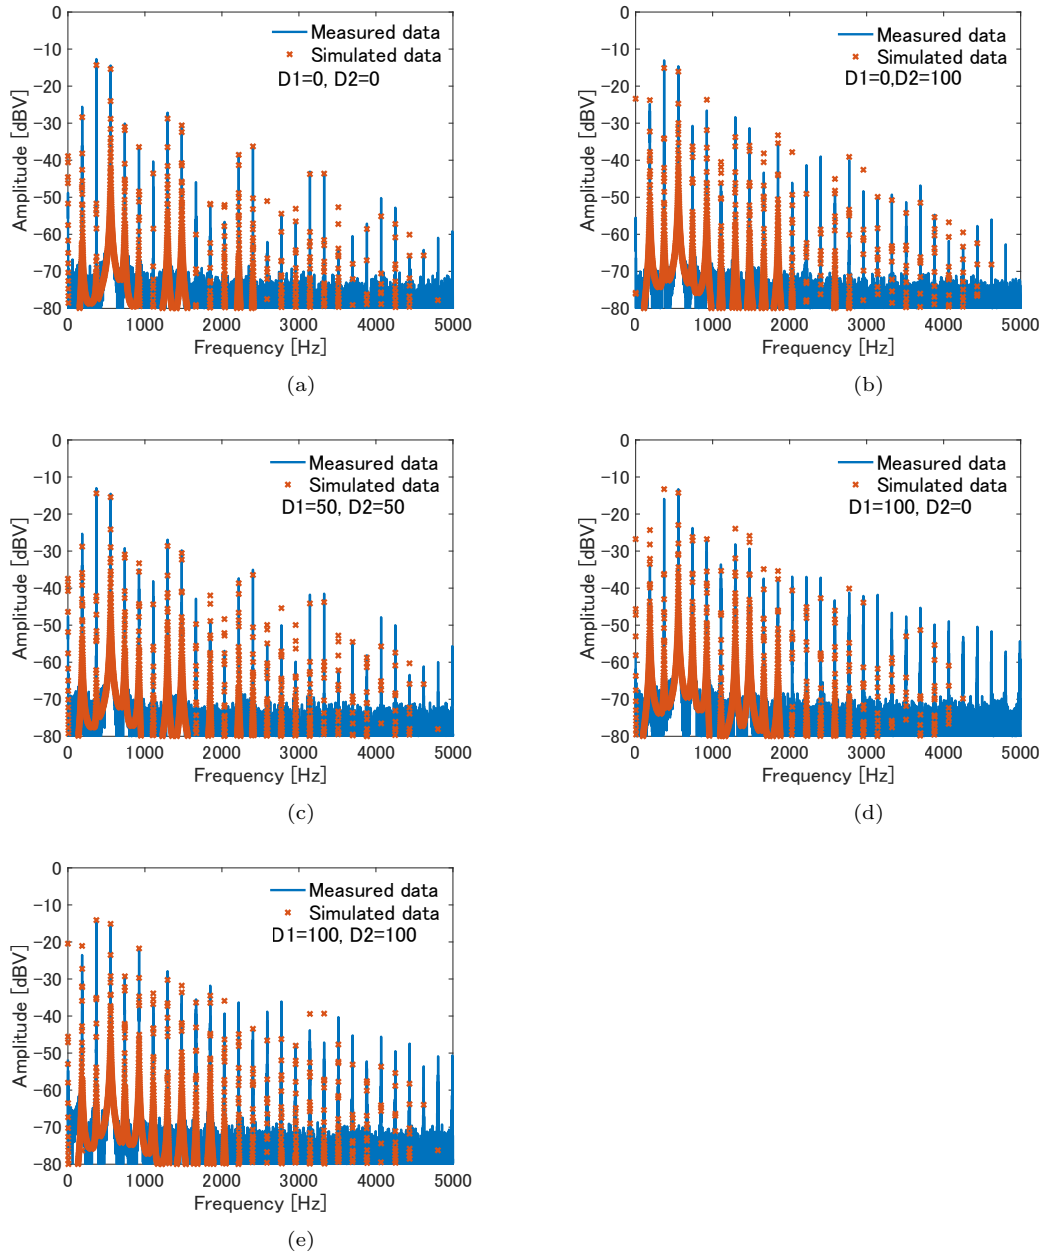 0
−10
−20
−30
−40
−50
−60
−70
−80
Amplitude [dBV]
Measured data
Simulated data
D1=0, D2=0
0 1000 2000 3000 4000 5000
Frequency [Hz]
(a)
0
−10
−20
−30
−40
−50
−60
−70
−80
Amplitude [dBV]
Measured data
Simulated data
D1=0,D2=100
0 1000 2000 3000 4000 5000
Frequency [Hz]
(b)
0
−10
−20
−30
−40
−50
−60
−70
−80
Amplitude [dBV]
Measured data
Simulated data
D1=50, D2=50
0 1000 2000 3000 4000 5000
Frequency [Hz]
(c)
0
−10
−20
−30
−40
−50
−60
−70
−80
Amplitude [dBV]
Measured data
Simulated data
D1=100, D2=0
0 1000 2000 3000 4000 5000
Frequency [Hz]
(d)
0
−10
−20
−30
−40
−50
−60
−70
−80
Amplitude [dBV]
Measured data
Simulated data
D1=100, D2=100
0 1000 2000 3000 4000 5000
Frequency [Hz]
(e)